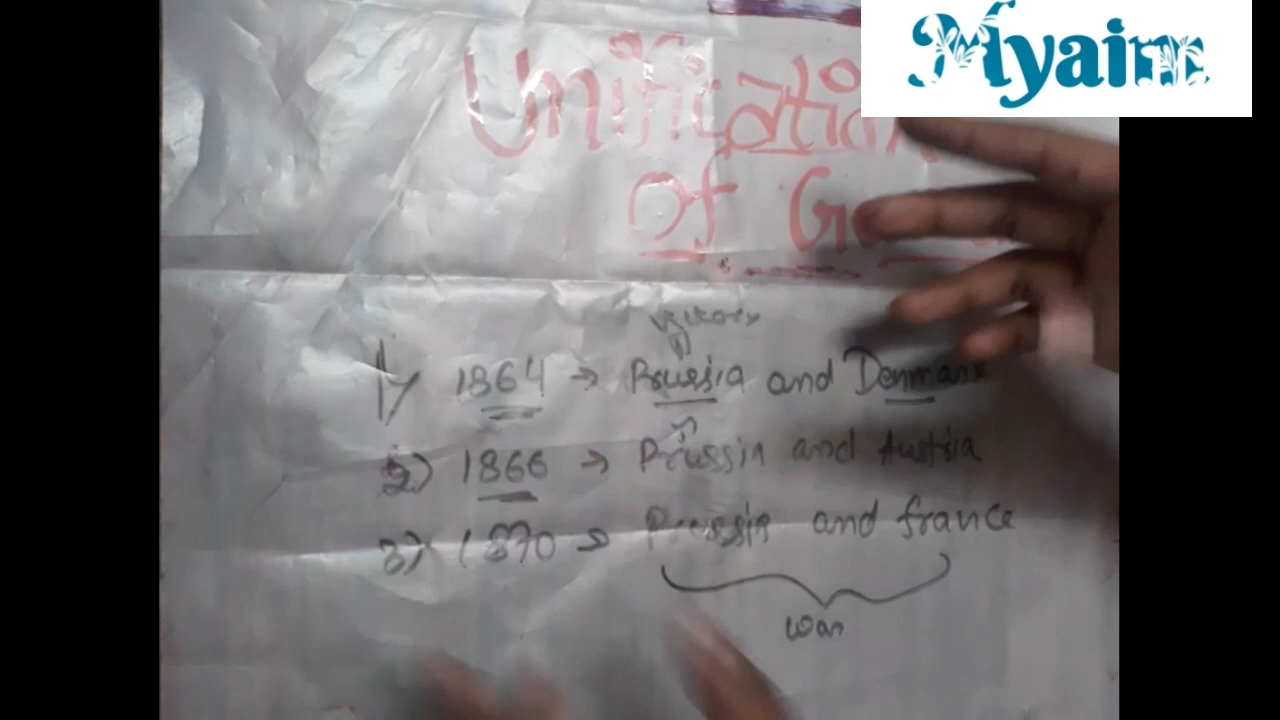 Myaim
Unification
Of
victory
1) 1864 → Prussia and Denmark
2) 1866 → Prussia and Austria
3) 1870 → Prussia and france
war